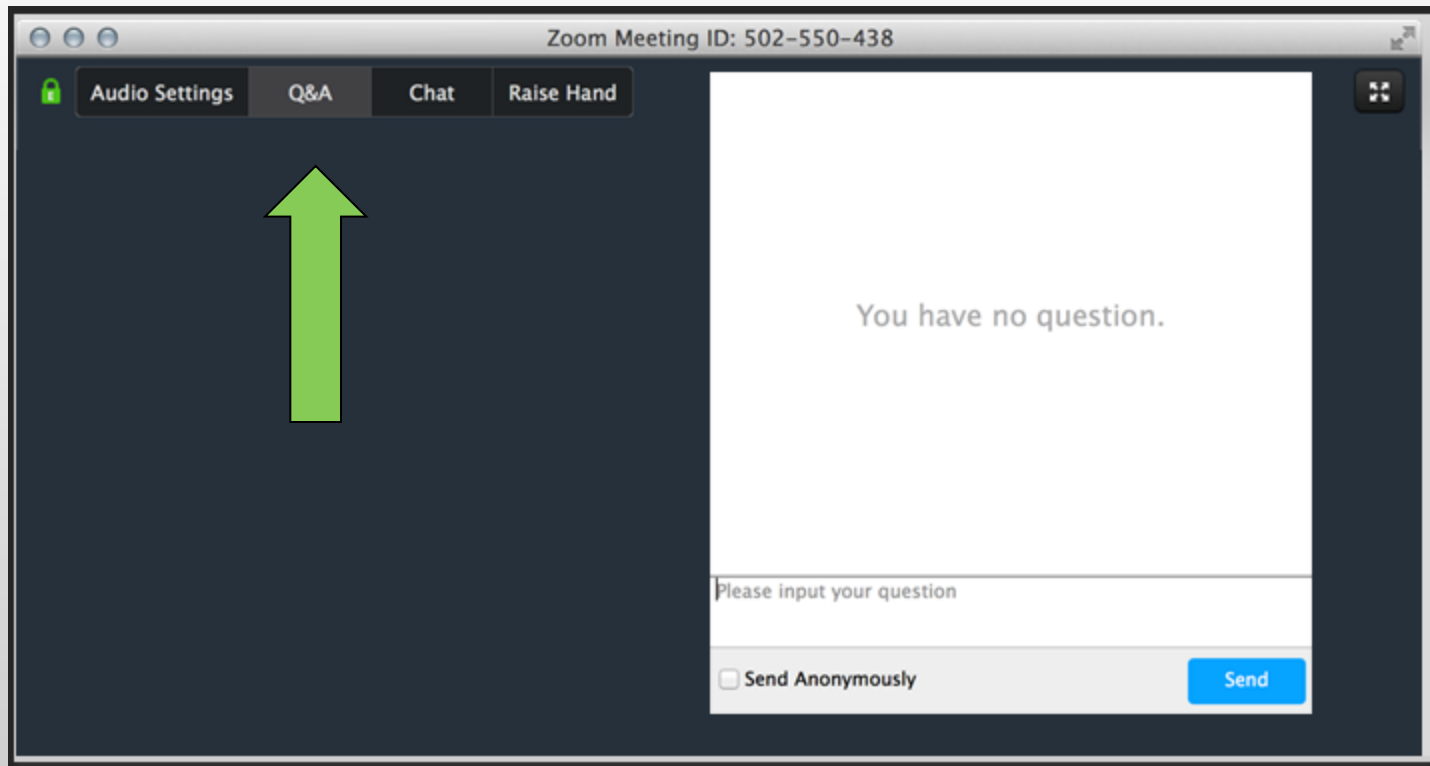 Zoom Meeting ID: 502-550-438
Audio Settings Q&A Chat Raise Hand
You have no question.
Please input your question
Send Anonymously Send